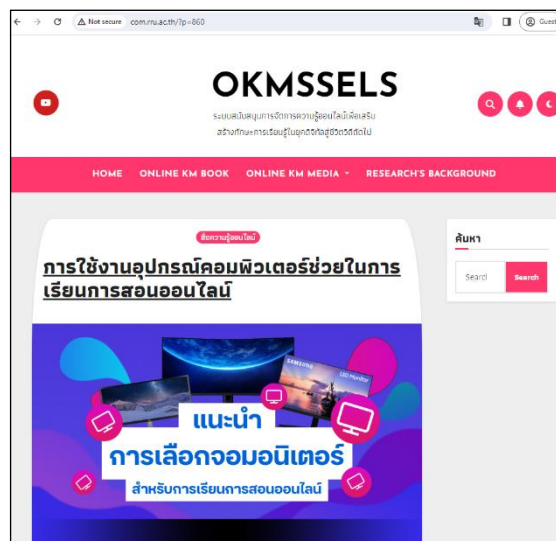 Not secure com.rru.ac.th/?p=860
Guest
OKMSSELS
ระบบสนับสนุนการจัดการความรู้ออนไลน์เพื่อเสริม
สร้างทักษะการเรียนรู้ในยุคดิจิทัลสู่ชีวิตวิถีถัดไป
HOME ONLINE KM BOOK ONLINE KM MEDIA RESEARCH'S BACKGROUND
สื่อความรู้ออนไลน์
การใช้งานอุปกรณ์คอมพิวเตอร์ช่วยในการ
เรียนการสอนออนไลน์
ค้นหา
Searcl Search
SAMSUNG
LED Monitor
แนะนำ
การเลือกจอมอนิเตอร์
สำหรับการเรียนการสอนออนไลน์